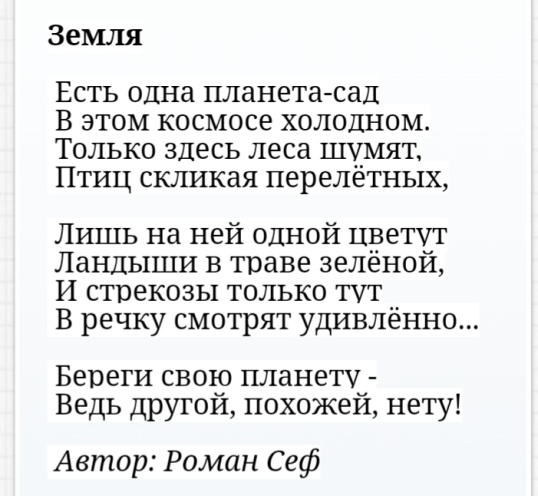 Земля
Есть одна планета-сад
В этом космосе холодном.
Только здесь леса шумят,
Птиц скликая перелётных,
Лишь на ней одной цветут
Ландыши в траве зелёной,
И стрекозы только тут
В речку смотрят удивлённо...
Береги свою планету -
Ведь другой, похожей, нету!
Автор: Роман Сеф